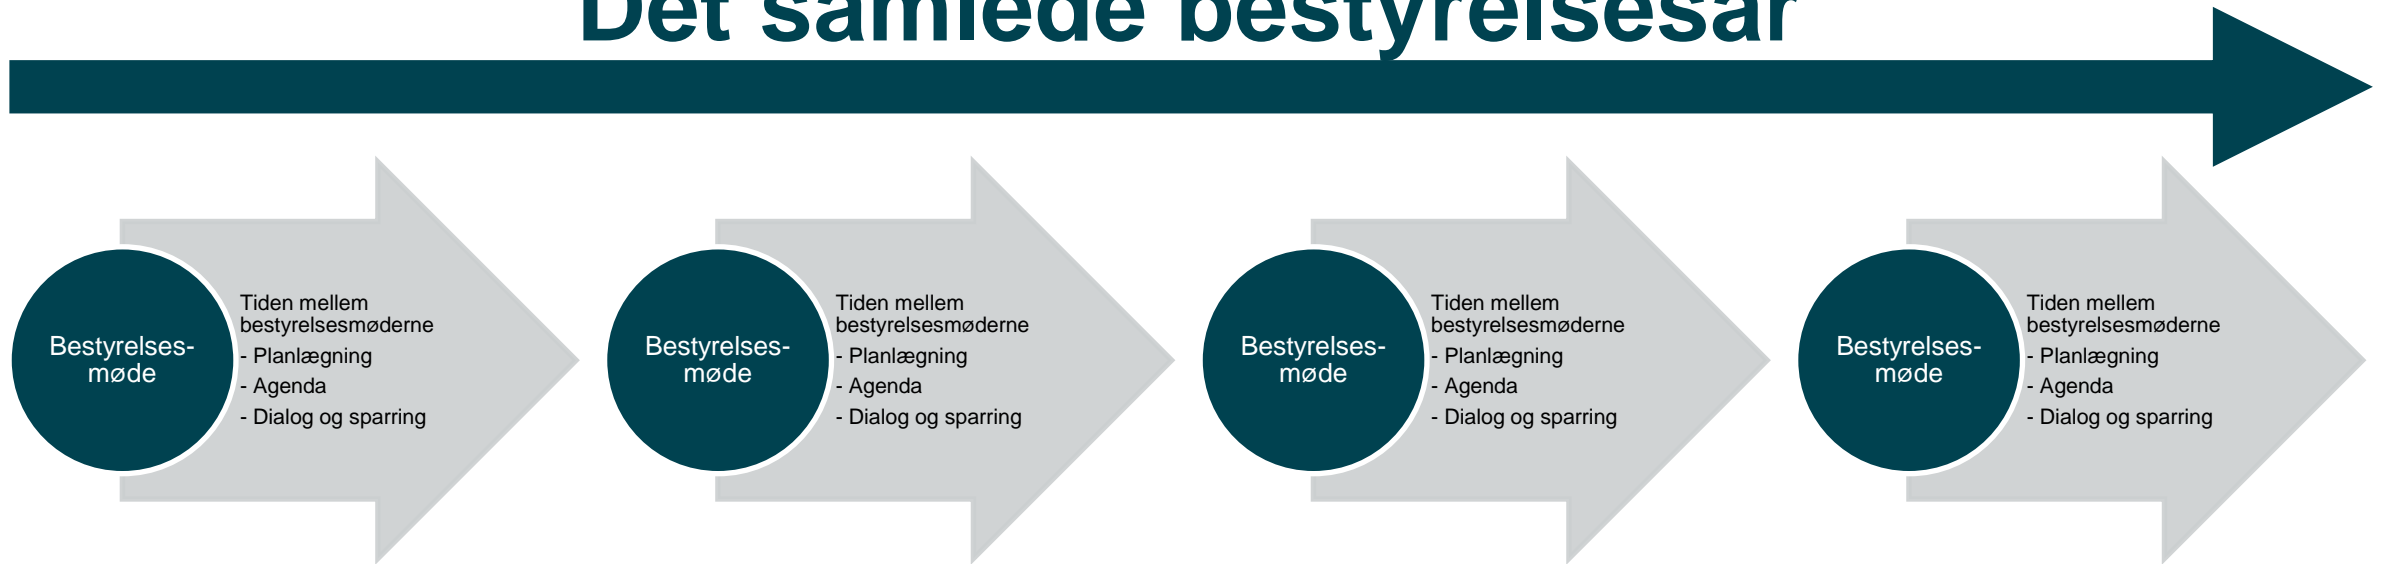 Det samlede bestyrelsesår
Bestyrelses-
møde
Tiden mellem
bestyrelsesmøderne
- Planlægning
- Agenda
- Dialog og sparring
Bestyrelses-
møde
Tiden mellem
bestyrelsesmøderne
- Planlægning
- Agenda
- Dialog og sparring
Bestyrelses-
møde
Tiden mellem
bestyrelsesmøderne
- Planlægning
- Agenda
- Dialog og sparring
Bestyrelses-
møde
Tiden mellem
bestyrelsesmøderne
- Planlægning
- Agenda
- Dialog og sparring